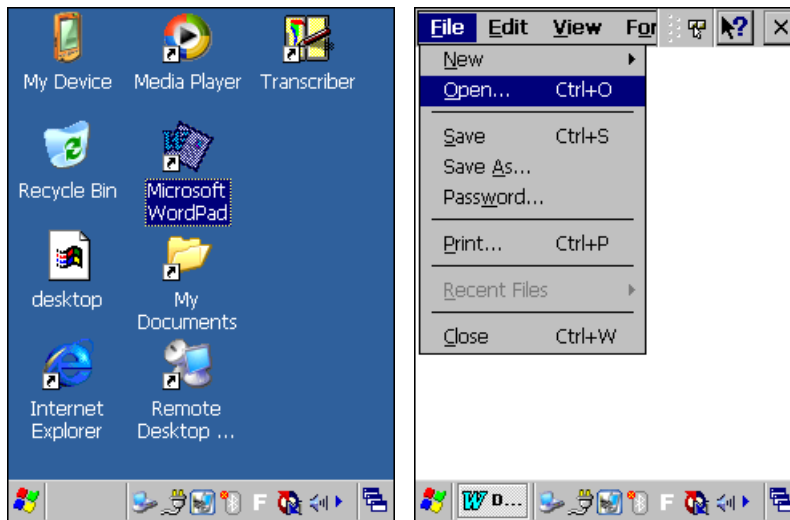 My Device
Media Player
Transcriber
Recycle Bin
Microsoft
WordPad
desktop
My
Documents
Internet
Explorer
Remote
Desktop ...
F
File Edit View For
New
Open... Ctrl+O
Save Ctrl+S
Save As...
Password...
Print... Ctrl+P
Recent Files
Close Ctrl+W
W D... F